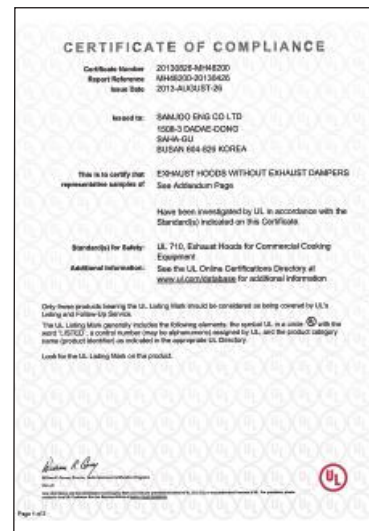 CERTIFICATE OF COMPLIANCE
Certificate Number 20130826-MH48200
Report Reference MH48200-20130426
Issue Date 2013-AUGUST-26
Issued to: SAMJOO ENG CO LTD
1508-3 DADAE-DONG
SAHA-GU
BUSAN 604-826 KOREA
This is to certify that EXHAUST HOODS WITHOUT EXHAUST DAMPERS
representative samples of See Addendum Page
Have been investigated by UL in accordance with the
Standard(s) indicated on this Certificate.
Standard(s) for Safety: UL 710, Exhaust Hoods for Commercial Cooking
Equipment
Additional Information: See the UL Online Certifications Directory at
www.ul.com/database for additional information
Only those products bearing the UL Listing Mark should be considered as being covered by UL's
Listing and Follow-Up Service.
The UL Listing Mark generally includes the following elements: the symbol UL in a circle UL with the
word "LISTED"; a control number (may be alphanumeric) assigned by UL; and the product category
name (product identifier) as indicated in the appropriate UL Directory.
Look for the UL Listing Mark on the product.
UL
Page 1 of 2